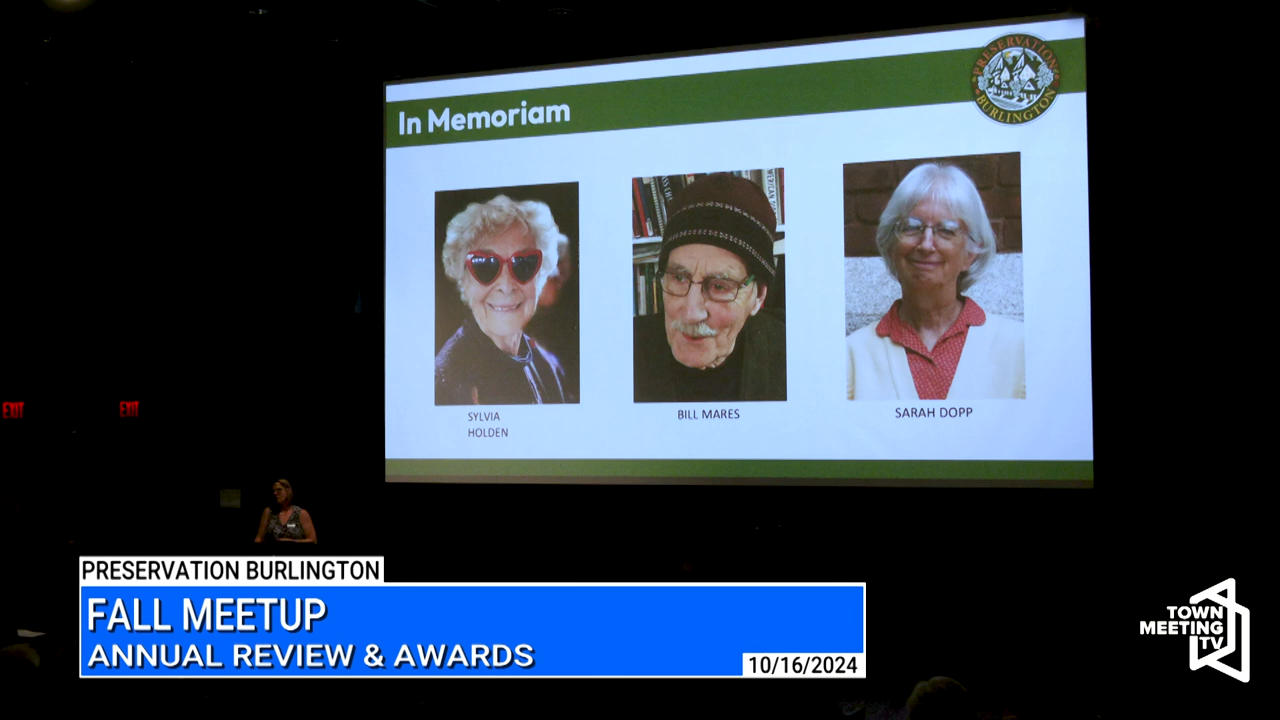 In Memoriam
PRESERVATION
BURLINGTON
SYLVIA
HOLDEN
BILL MARES
SARAH DOPP
EXIT
EXIT
PRESERVATION BURLINGTON
FALL MEETUP
ANNUAL REVIEW & AWARDS
10/16/2024
TOWN
MEETING
TV